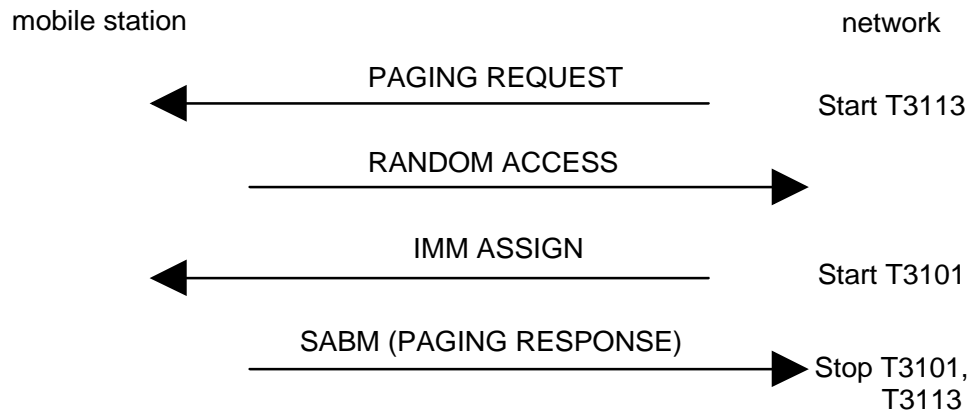 mobile station
network
PAGING REQUEST
Start T3113
RANDOM ACCESS
IMM ASSIGN
Start T3101
SABM (PAGING RESPONSE)
Stop T3101,
T3113